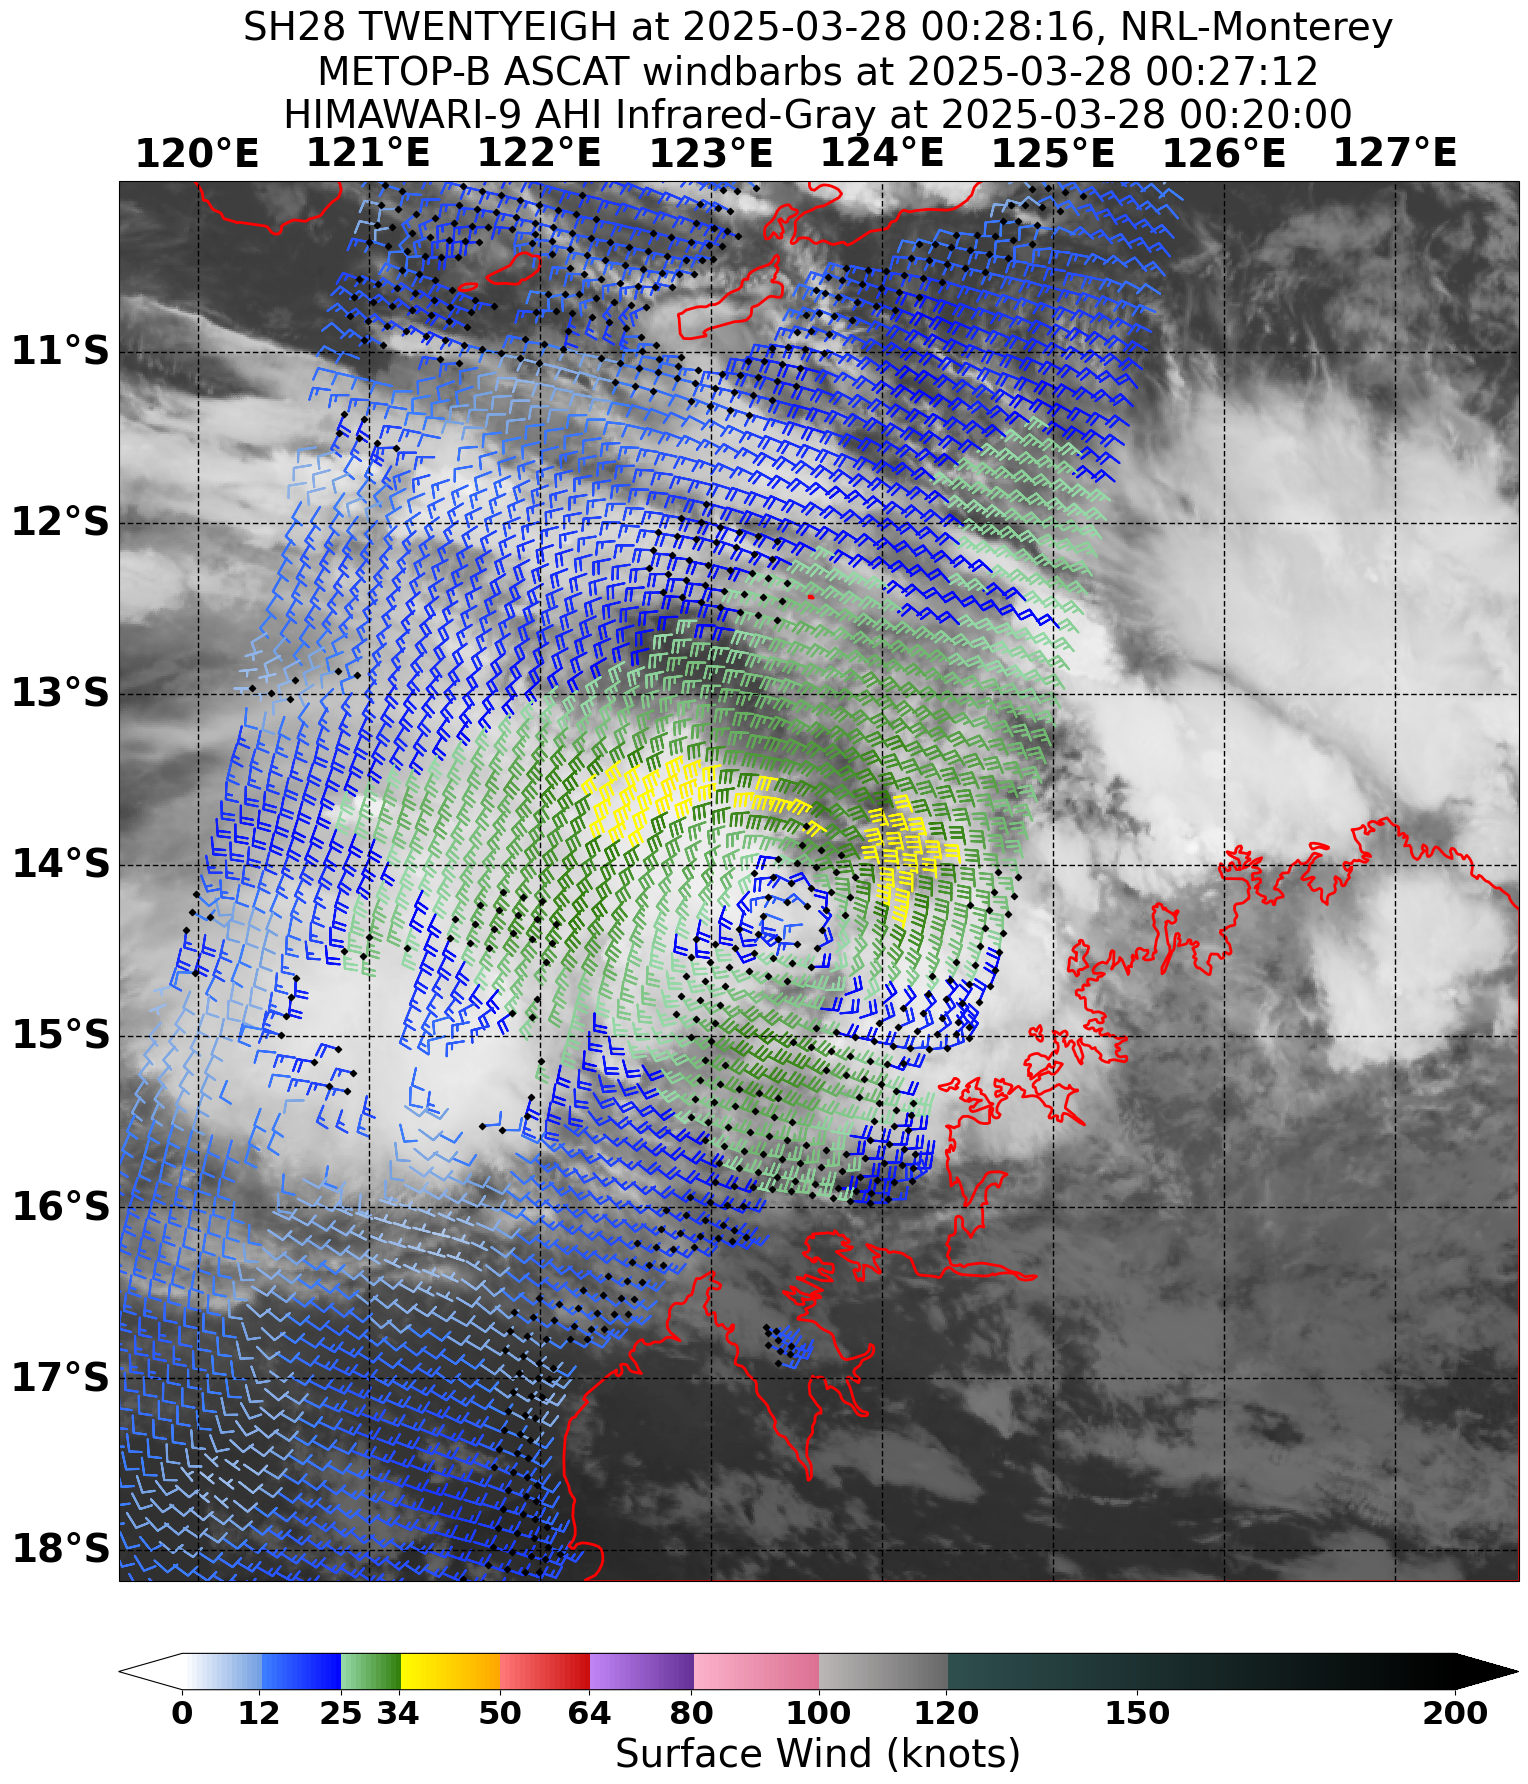 SH28 TWENTYEIGH at 2025-03-28 00:28:16, NRL-Monterey
METOP-B ASCAT windbarbs at 2025-03-28 00:27:12
HIMAWARI-9 AHI Infrared-Gray at 2025-03-28 00:20:00
120°E 121°E 122°E 123°E 124°E 125°E 126°E 127°E
11°S
12°S
13°S
14°S
15°S
16°S
17°S
18°S
0 12 25 34 50 64 80 100 120 150 200
Surface Wind (knots)